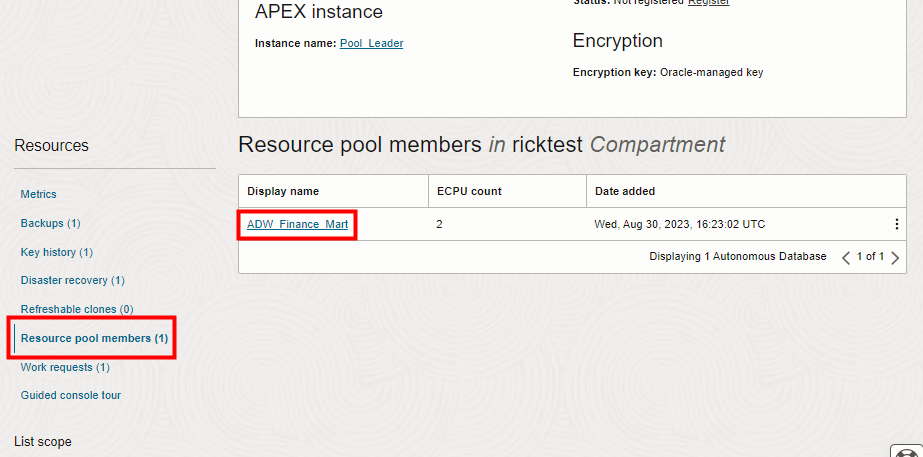 APEX instance
Instance name: Pool_Leader
Status: Not registered Register
Encryption
Encryption key: Oracle-managed key
Resources
Metrics
Backups (1)
Key history (1)
Disaster recovery (1)
Refreshable clones (0)
Resource pool members (1)
Work requests (1)
Guided console tour
List scope
Resource pool members in ricktest Compartment
Display name ECPU count Date added
ADW_Finance_Mart 2 Wed, Aug 30, 2023, 16:23:02 UTC
Displaying 1 Autonomous Database 1 of 1